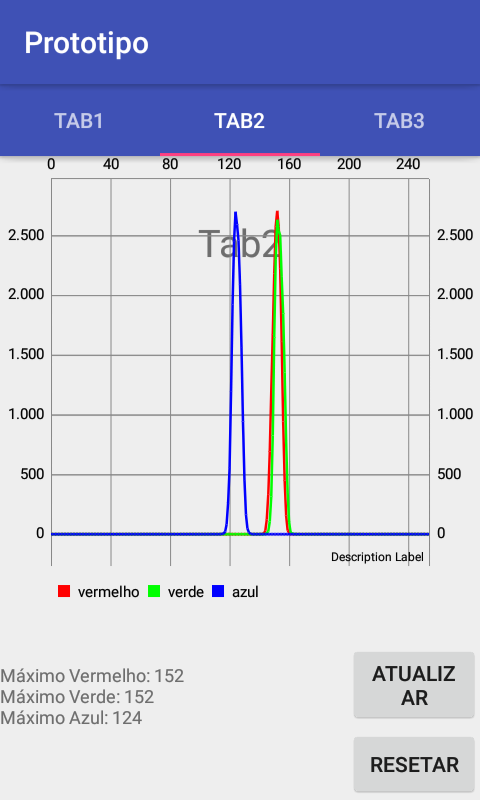 Prototipo
TAB1 TAB2 TAB3
0 40 80 120 160 200 240
Tab2
2.500 2.500
2.000 2.000
1.500 1.500
1.000 1.000
500 500
0 0
Description Label
vermelho verde azul
Máximo Vermelho: 152
Máximo Verde: 152
Máximo Azul: 124
ATUALIZ
AR
RESETAR